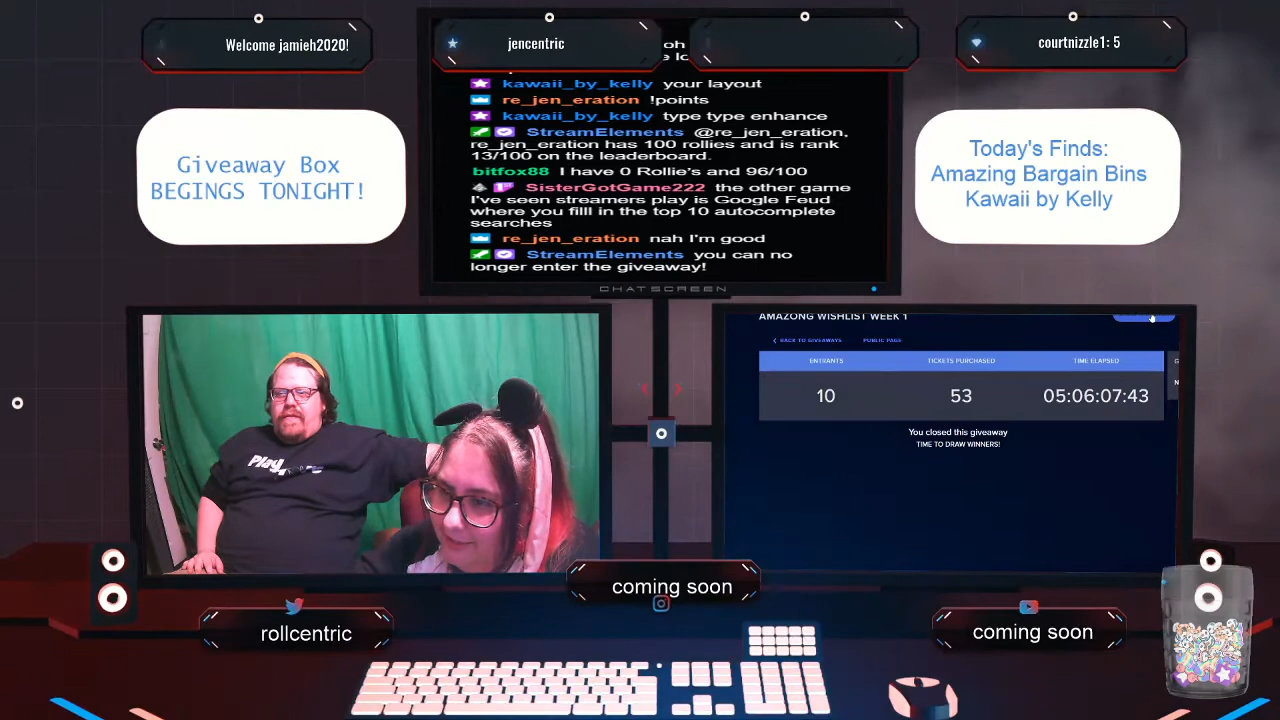 Welcome jamieh2020!
jencentric
courtnizzle1: 5
oh
Giveaway Box
BEGINGS TONIGHT!
kawaii_by_kelly your layout
re_jen_eration !points
kawaii_by_kelly type type enhance
StreamElements @re_jen_eration,
re_jen_eration has 100 rollies and is rank
13/100 on the leaderboard.
bitfox88 I have 0 Rollie's and 96/100
SisterGotGame222 the other game
I've seen streamers play is Google Feud
where you filll in the top 10 autocomplete
searches
re_jen_eration nah I'm good
StreamElements you can no
longer enter the giveaway!
CHATSCREEN
Today's Finds:
Amazing Bargain Bins
Kawaii by Kelly
AMAZONG WISHLIST WEEK 1
BACK TO GIVEAWAYS PUBLIC PAGE
ENTRANTS TICKETS PURCHASED TIME ELAPSED
10 53 05:06:07:43
You closed this giveaway
TIME TO DRAW WINNERS!
coming soon
rollcentric
coming soon